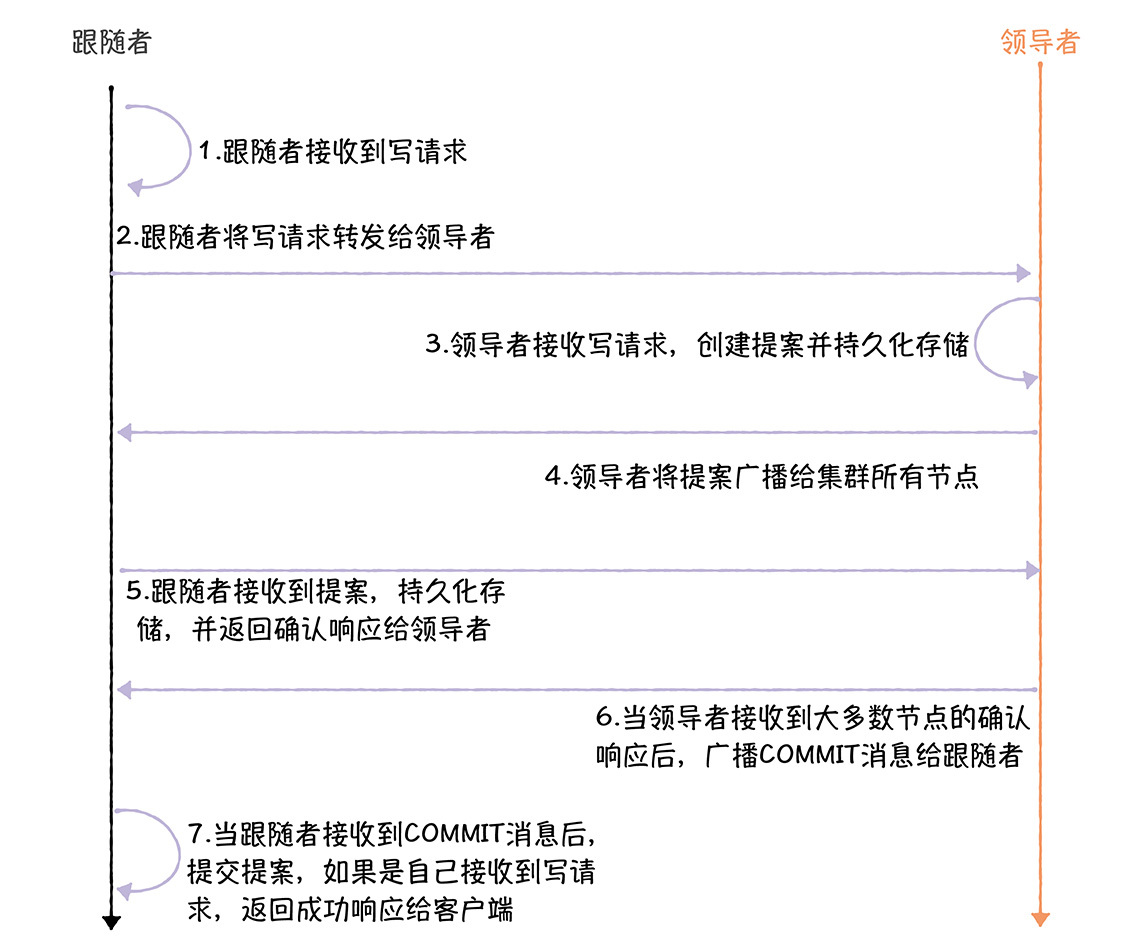 跟随者
领导者
1.跟随者接收到写请求
2.跟随者将写请求转发给领导者
3.领导者接收写请求，创建提案并持久化存储
4.领导者将提案广播给集群所有节点
5.跟随者接收到提案，持久化存
储，并返回确认响应给领导者
6.当领导者接收到大多数节点的确认
响应后，广播COMMIT消息给跟随者
7.当跟随者接收到COMMIT消息后，
提交提案，如果是自己接收到写请
求，返回成功响应给客户端